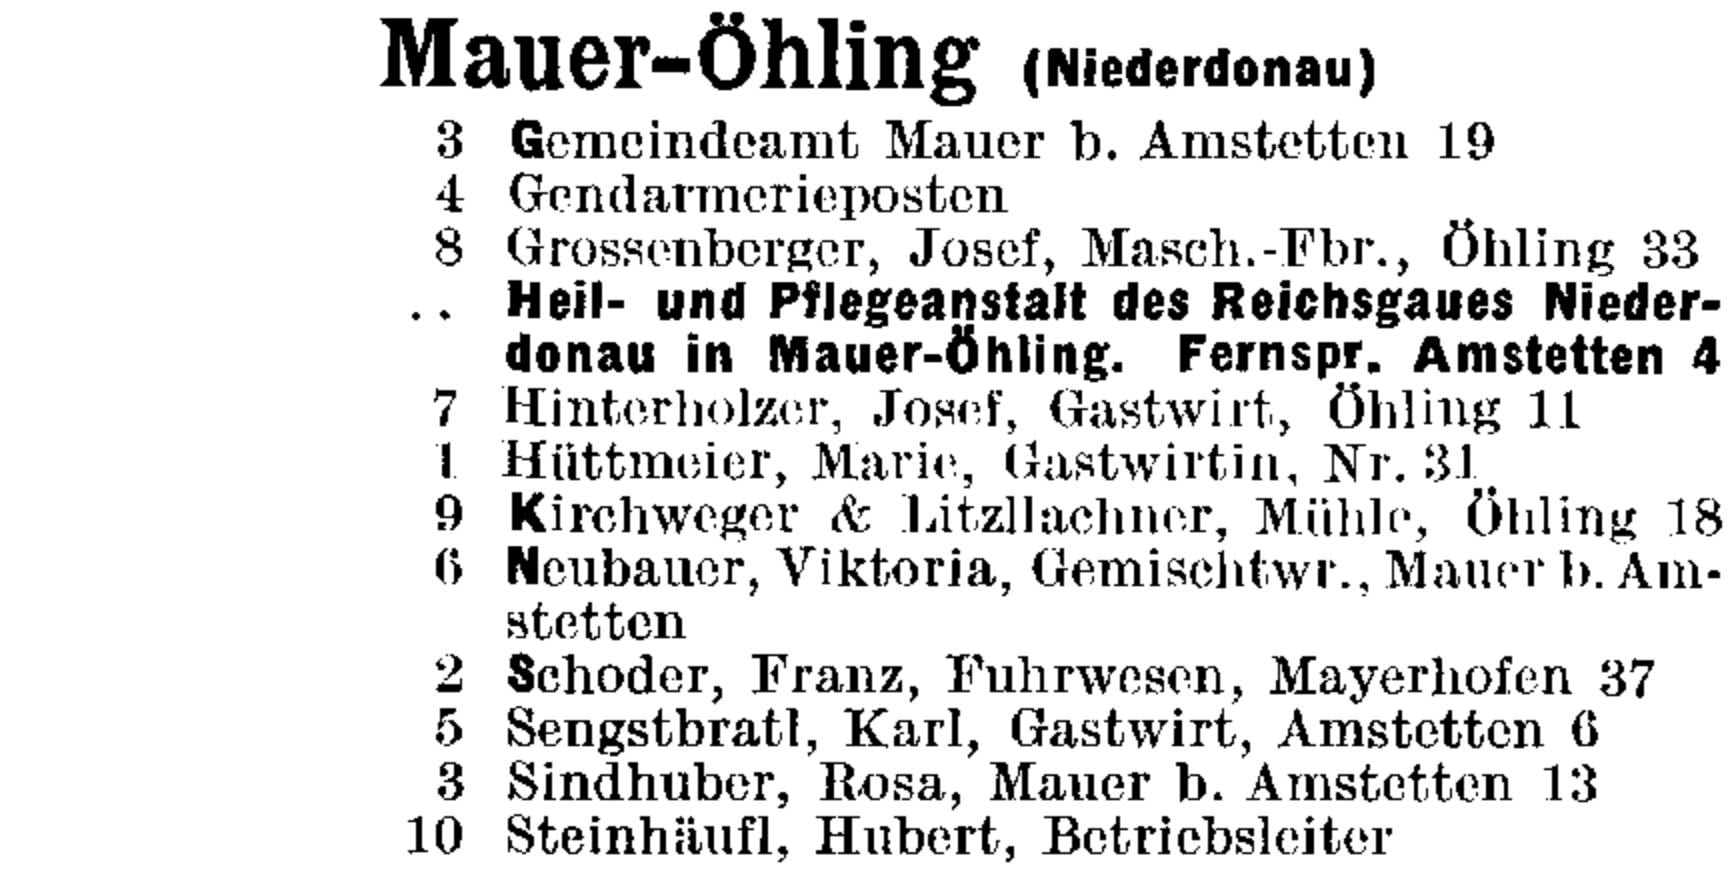 Mauer-Öhling (Niederdonau)
3 Gemeindeamt Mauer b. Amstetten 19
4 Gendarmerieposten
8 Grossenberger, Josef, Masch.-Fbr., Öhling 33
.. Heil- und Pflegeanstalt des Reichsgaues Nieder-
donau in Mauer-Öhling. Fernspr. Amstetten 4
7 Hinterholzer, Josef, Gastwirt, Öhling 11
1 Hüttmeier, Marie, Gastwirtin, Nr. 31
9 Kirchweger & Litzllachner, Mühle, Öhling 18
6 Neubauer, Viktoria, Gemischtwr., Mauer b. Am-
stetten
2 Schoder, Franz, Fuhrwesen, Mayerhofen 37
5 Sengstbratl, Karl, Gastwirt, Amstetten 6
3 Sindhuber, Rosa, Mauer b. Amstetten 13
10 Steinhäufl, Hubert, Betriebsleiter